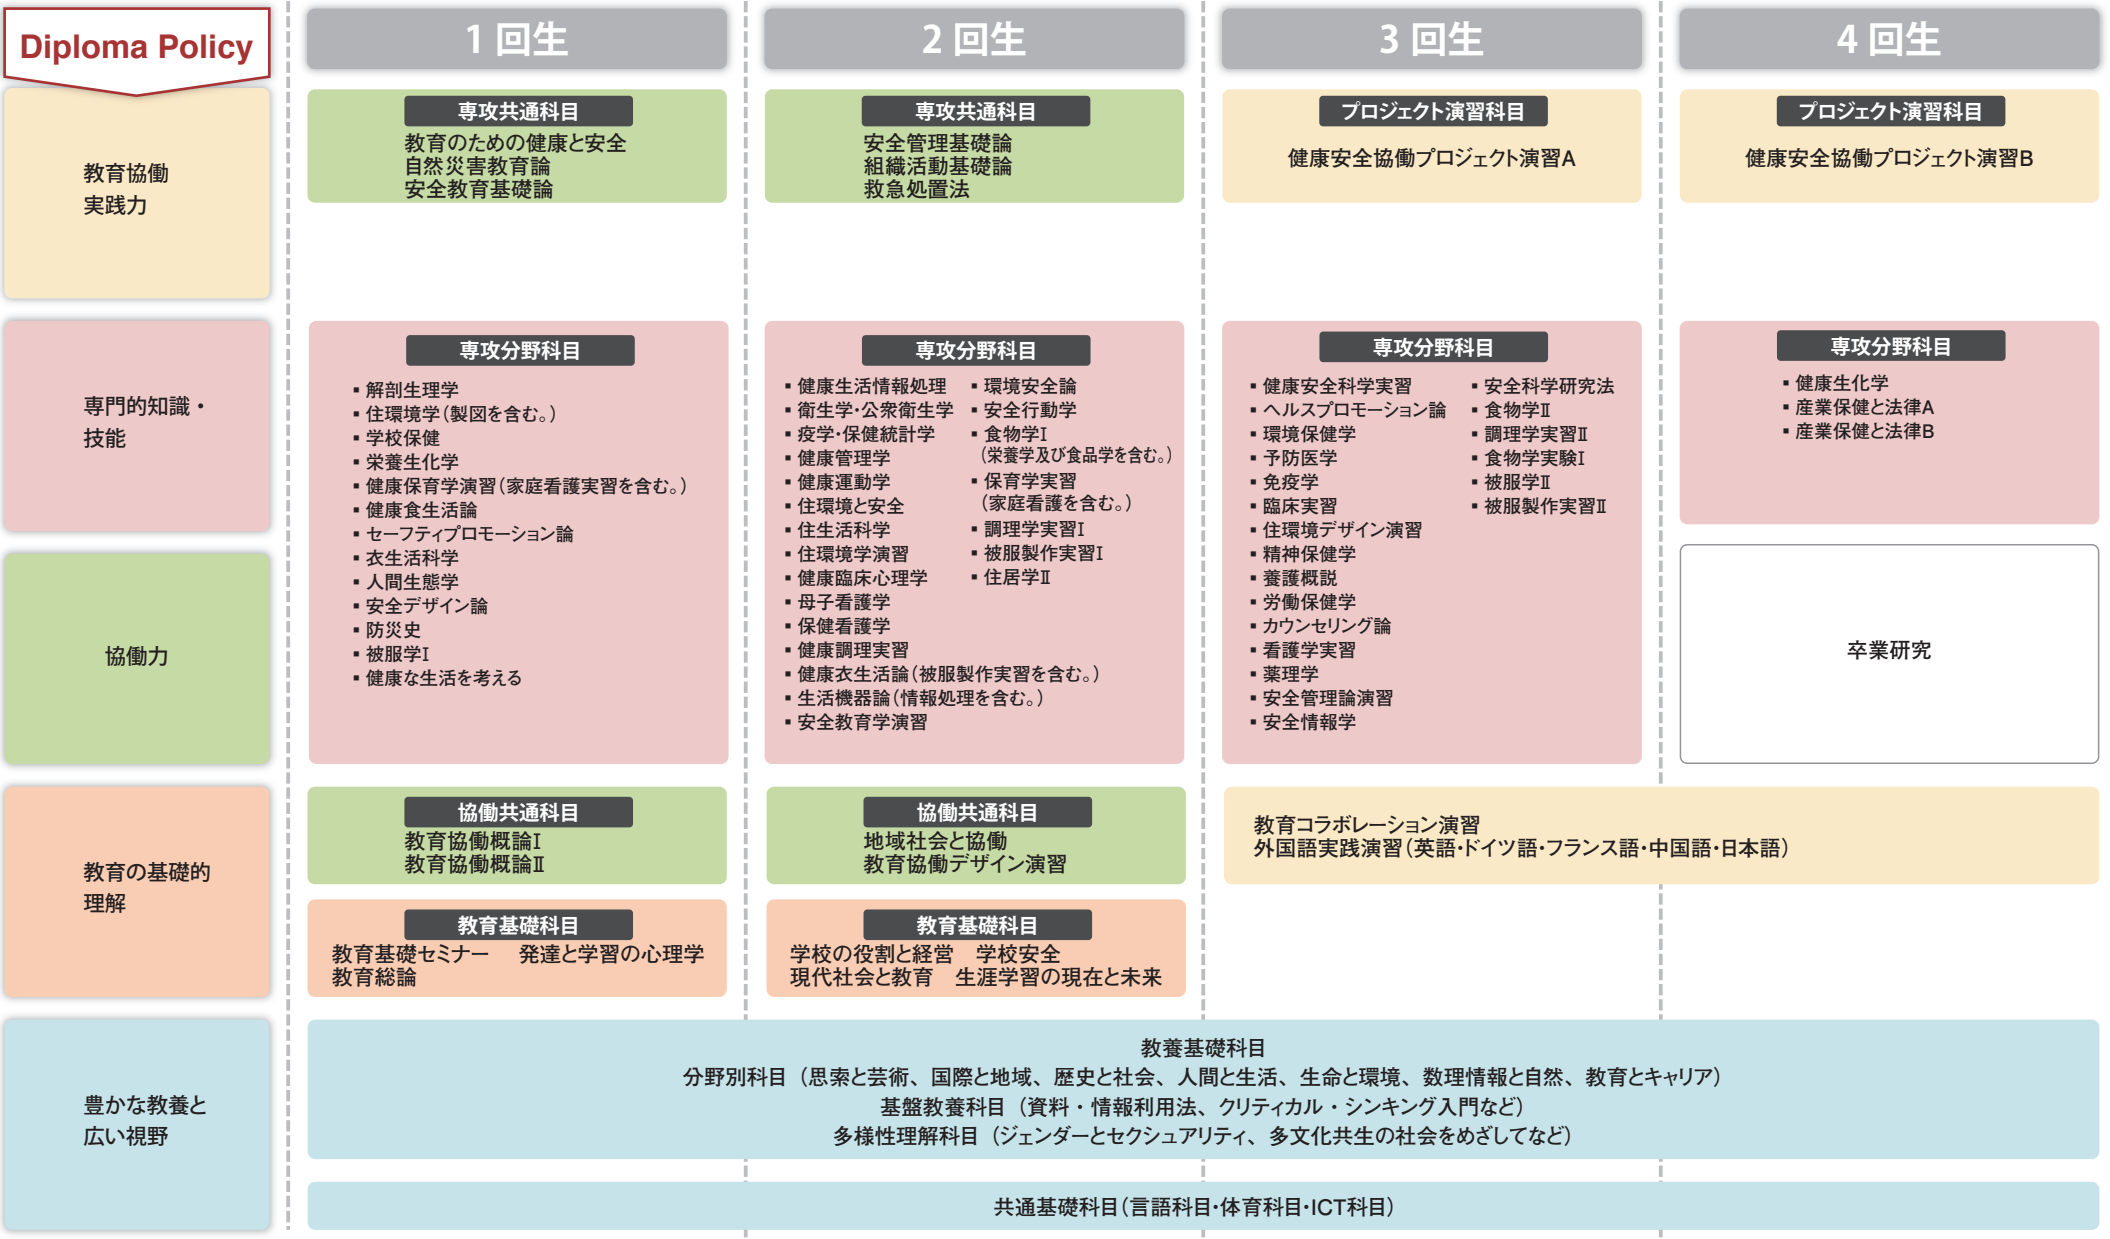 Diploma Policy
1 回生
2 回生
3 回生
4 回生
教育協働
実践力
専攻共通科目
教育のための健康と安全
自然災害教育論
安全教育基礎論
専攻共通科目
安全管理基礎論
組織活動基礎論
救急処置法
プロジェクト演習科目
健康安全協働プロジェクト演習A
プロジェクト演習科目
健康安全協働プロジェクト演習B
専門的知識・
技能
協働力
専攻分野科目
▪ 解剖生理学
▪ 住環境学（製図を含む。）
▪ 学校保健
▪ 栄養生化学
▪ 健康保育学演習（家庭看護実習を含む。）
▪ 健康食生活論
▪ セーフティプロモーション論
▪ 衣生活科学
▪ 人間生態学
▪ 安全デザイン論
▪ 防災史
▪ 被服学Ⅰ
▪ 健康な生活を考える
専攻分野科目
▪ 健康生活情報処理
▪ 衛生学・公衆衛生学
▪ 疫学・保健統計学
▪ 健康管理学
▪ 健康運動学
▪ 住環境と安全
▪ 住生活科学
▪ 住環境学演習
▪ 健康臨床心理学
▪ 母子看護学
▪ 保健看護学
▪ 健康調理実習
▪ 健康衣生活論（被服製作実習を含む。）
▪ 生活機器論（情報処理を含む。）
▪ 安全教育学演習
▪ 環境安全論
▪ 安全行動学
▪ 食物学Ⅰ
（栄養学及び食品学を含む。）
▪ 保育学実習
（家庭看護を含む。）
▪ 調理学実習Ⅰ
▪ 被服製作実習Ⅰ
▪ 住居学Ⅱ
専攻分野科目
▪ 健康安全科学実習
▪ ヘルスプロモーション論
▪ 環境保健学
▪ 予防医学
▪ 免疫学
▪ 臨床実習
▪ 住環境デザイン演習
▪ 精神保健学
▪ 養護概説
▪ 労働保健学
▪ カウンセリング論
▪ 看護学実習
▪ 薬理学
▪ 安全管理論演習
▪ 安全情報学
▪ 安全科学研究法
▪ 食物学Ⅱ
▪ 調理学実習Ⅱ
▪ 食物学実験Ⅰ
▪ 被服学Ⅱ
▪ 被服製作実習Ⅱ
専攻分野科目
▪ 健康生化学
▪ 産業保健と法律A
▪ 産業保健と法律B
卒業研究
教育の基礎的
理解
協働共通科目
教育協働概論Ⅰ
教育協働概論Ⅱ
協働共通科目
地域社会と協働
教育協働デザイン演習
教育コラボレーション演習
外国語実践演習（英語・ドイツ語・フランス語・中国語・日本語）
教育基礎科目
教育基礎セミナー　発達と学習の心理学
教育総論
教育基礎科目
学校の役割と経営　学校安全
現代社会と教育　生涯学習の現在と未来
豊かな教養と
広い視野
教養基礎科目
分野別科目（思索と芸術、国際と地域、歴史と社会、人間と生活、生命と環境、数理情報と自然、教育とキャリア）
基盤教養科目（資料・情報利用法、クリティカル・シンキング入門など）
多様性理解科目（ジェンダーとセクシュアリティ、多文化共生の社会をめざしてなど）
共通基礎科目（言語科目・体育科目・ICT科目）